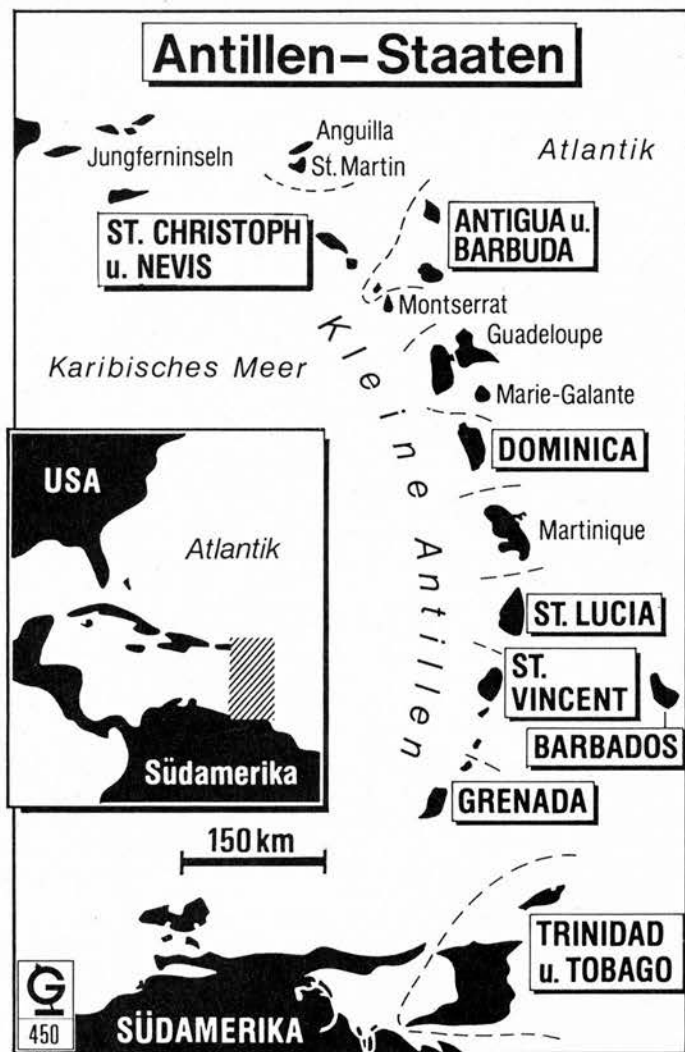 Antillen–Staaten
Anguilla
Jungferninseln
St. Martin
Atlantik
ST. CHRISTOPH
u. NEVIS
ANTIGUA u.
BARBUDA
Montserrat
Guadeloupe
Karibisches Meer
Marie-Galante
Kleine Antillen
DOMINICA
USA
Atlantik
Martinique
ST. LUCIA
ST.
VINCENT
BARBADOS
Südamerika
GRENADA
150 km
TRINIDAD
u. TOBAGO
G
450
SÜDAMERIKA